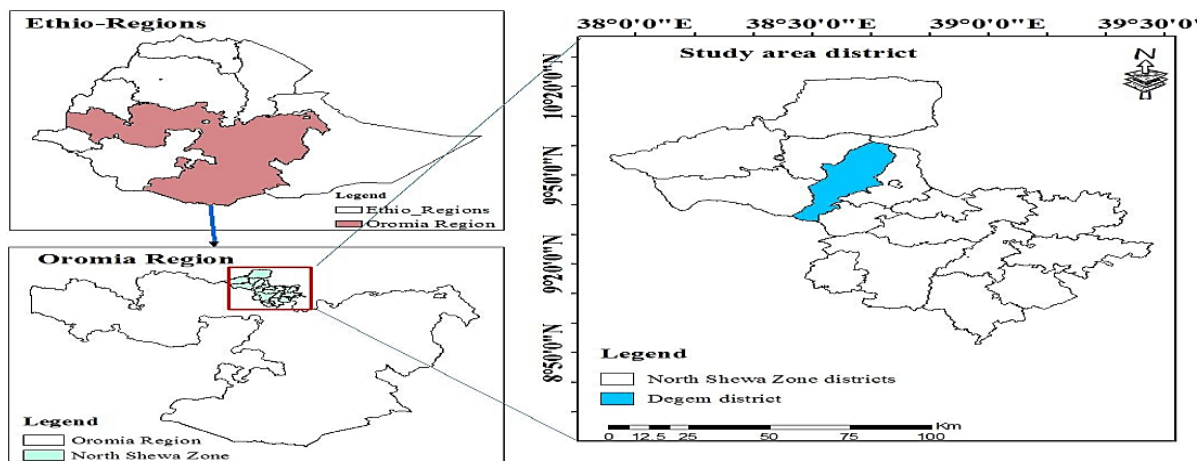 Ethio-Regions
Legend
Ethio_Regions
Oromia Region
Oromia Region
Legend
Oromia Region
North Shewa Zone
38°0'0"E 38°30'0"E 39°0'0"E 39°30'0
Study area district
N
10°20'0"N
9°50'0"N
9°20'0"N
8°50'0"N
Legend
North Shewa Zone districts
Degem district
Km
0 12.5 25 50 75 100